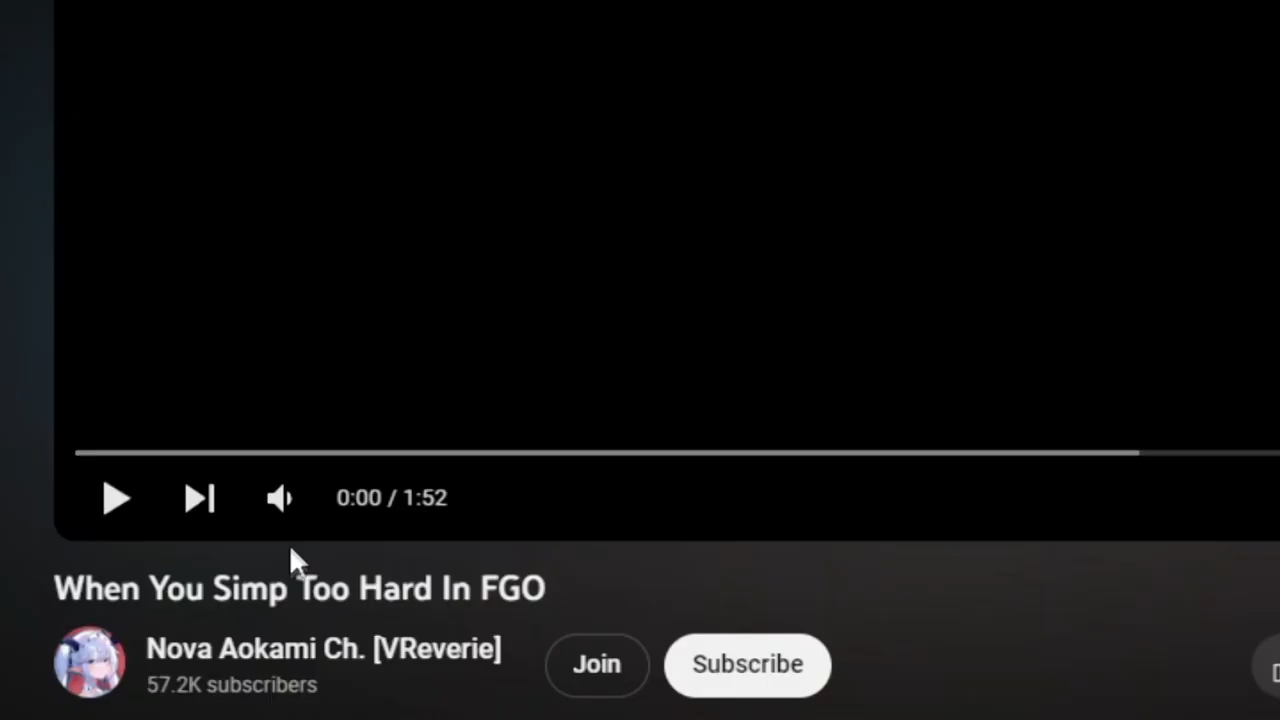 0:00 / 1:52
When You Simp Too Hard In FGO
Nova Aokami Ch. [VReverie]
57.2K subscribers
Join
Subscribe